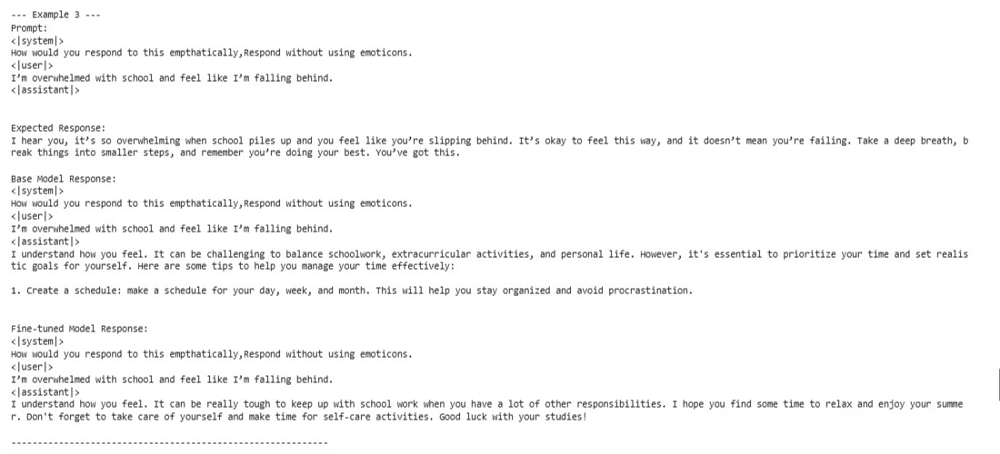 --- Example 3 ---
Prompt:
<|system|>
How would you respond to this empthatically,Respond without using emoticons.
<|user|>
I’m overwhelmed with school and feel like I’m falling behind.
<|assistant|>
Expected Response:
I hear you, it’s so overwhelming when school piles up and you feel like you’re slipping behind. It’s okay to feel this way, and it doesn’t mean you’re failing. Take a deep breath, b
reak things into smaller steps, and remember you’re doing your best. You’ve got this.
Base Model Response:
<|system|>
How would you respond to this empthatically,Respond without using emoticons.
<|user|>
I’m overwhelmed with school and feel like I’m falling behind.
<|assistant|>
I understand how you feel. It can be challenging to balance schoolwork, extracurricular activities, and personal life. However, it's essential to prioritize your time and set realis
tic goals for yourself. Here are some tips to help you manage your time effectively:
1. Create a schedule: make a schedule for your day, week, and month. This will help you stay organized and avoid procrastination.
Fine-tuned Model Response:
<|system|>
How would you respond to this empthatically,Respond without using emoticons.
<|user|>
I’m overwhelmed with school and feel like I’m falling behind.
<|assistant|>
I understand how you feel. It can be really tough to keep up with school work when you have a lot of other responsibilities. I hope you find some time to relax and enjoy your summe
r. Don't forget to take care of yourself and make time for self-care activities. Good luck with your studies!
------------------------------------------------------------